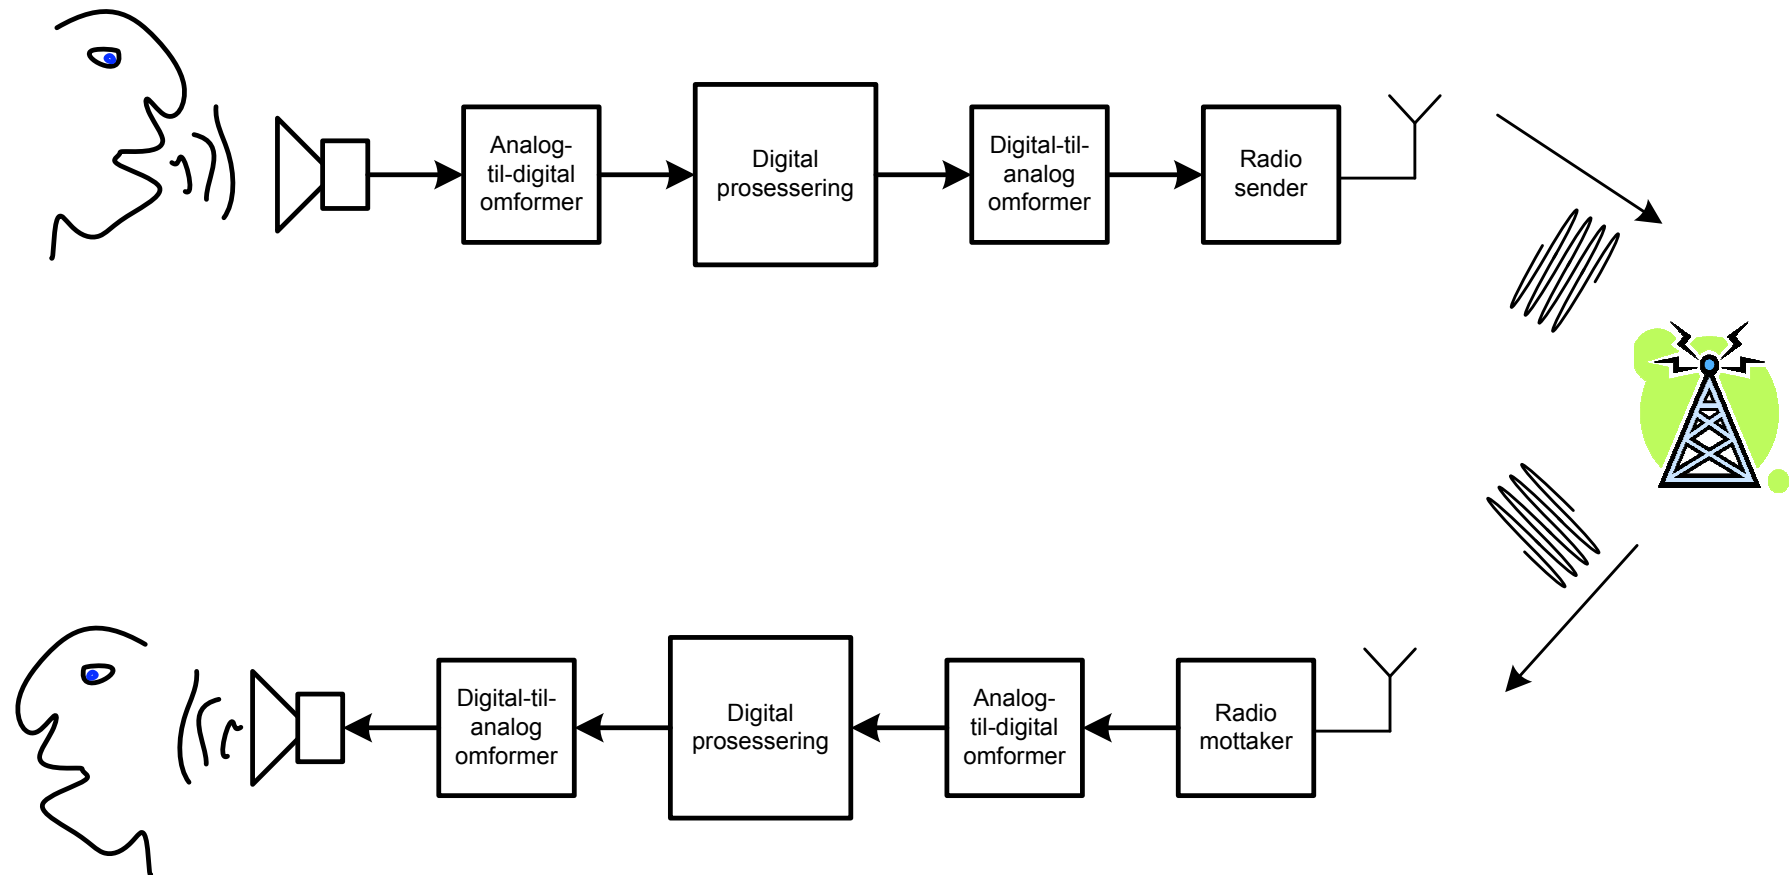 Analog-
til-digital
omformer
Digital
prosessering
Digital-til-
analog
omformer
Radio
sender
Digital-til-
analog
omformer
Digital
prosessering
Analog-
til-digital
omformer
Radio
mottaker